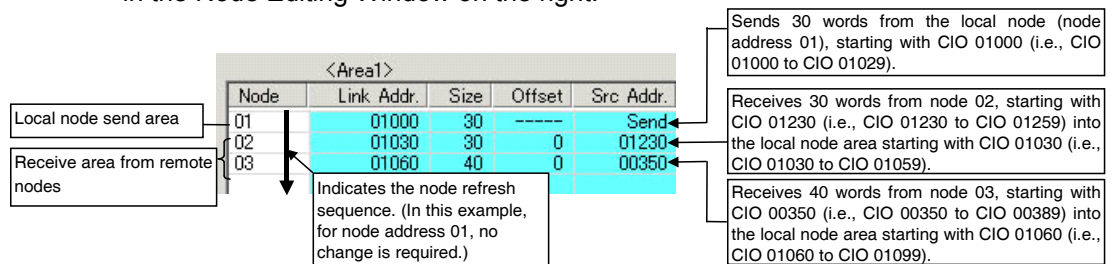 in the Node Editing Window on the right.
Sends 30 words from the local node (node
address 01), starting with CIO 01000 (i.e., CIO
01000 to CIO 01029).
<Area1>
Node Link Addr. Size Offset Src Addr.
01 01000 30 ----- Send
02 01030 30 0 01230
03 01060 40 0 00350
Local node send area
Receive area from remote
nodes
Indicates the node refresh
sequence. (In this example,
for node address 01, no
change is required.)
Receives 30 words from node 02, starting with
CIO 01230 (i.e., CIO 01230 to CIO 01259) into
the local node area starting with CIO 01030 (i.e.,
CIO 01030 to CIO 01059).
Receives 40 words from node 03, starting with
CIO 00350 (i.e., CIO 00350 to CIO 00389) into
the local node area starting with CIO 01060 (i.e.,
CIO 01060 to CIO 01099).